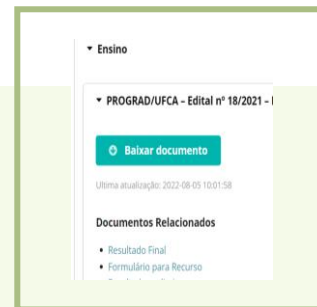 Ensino
PROGRAD/UFCA – Edital nº 18/2021 –
Baixar documento
Ultima atualização: 2022-08-05 10:01:58
Documentos Relacionados
Resultado Final
Formulário para Recurso